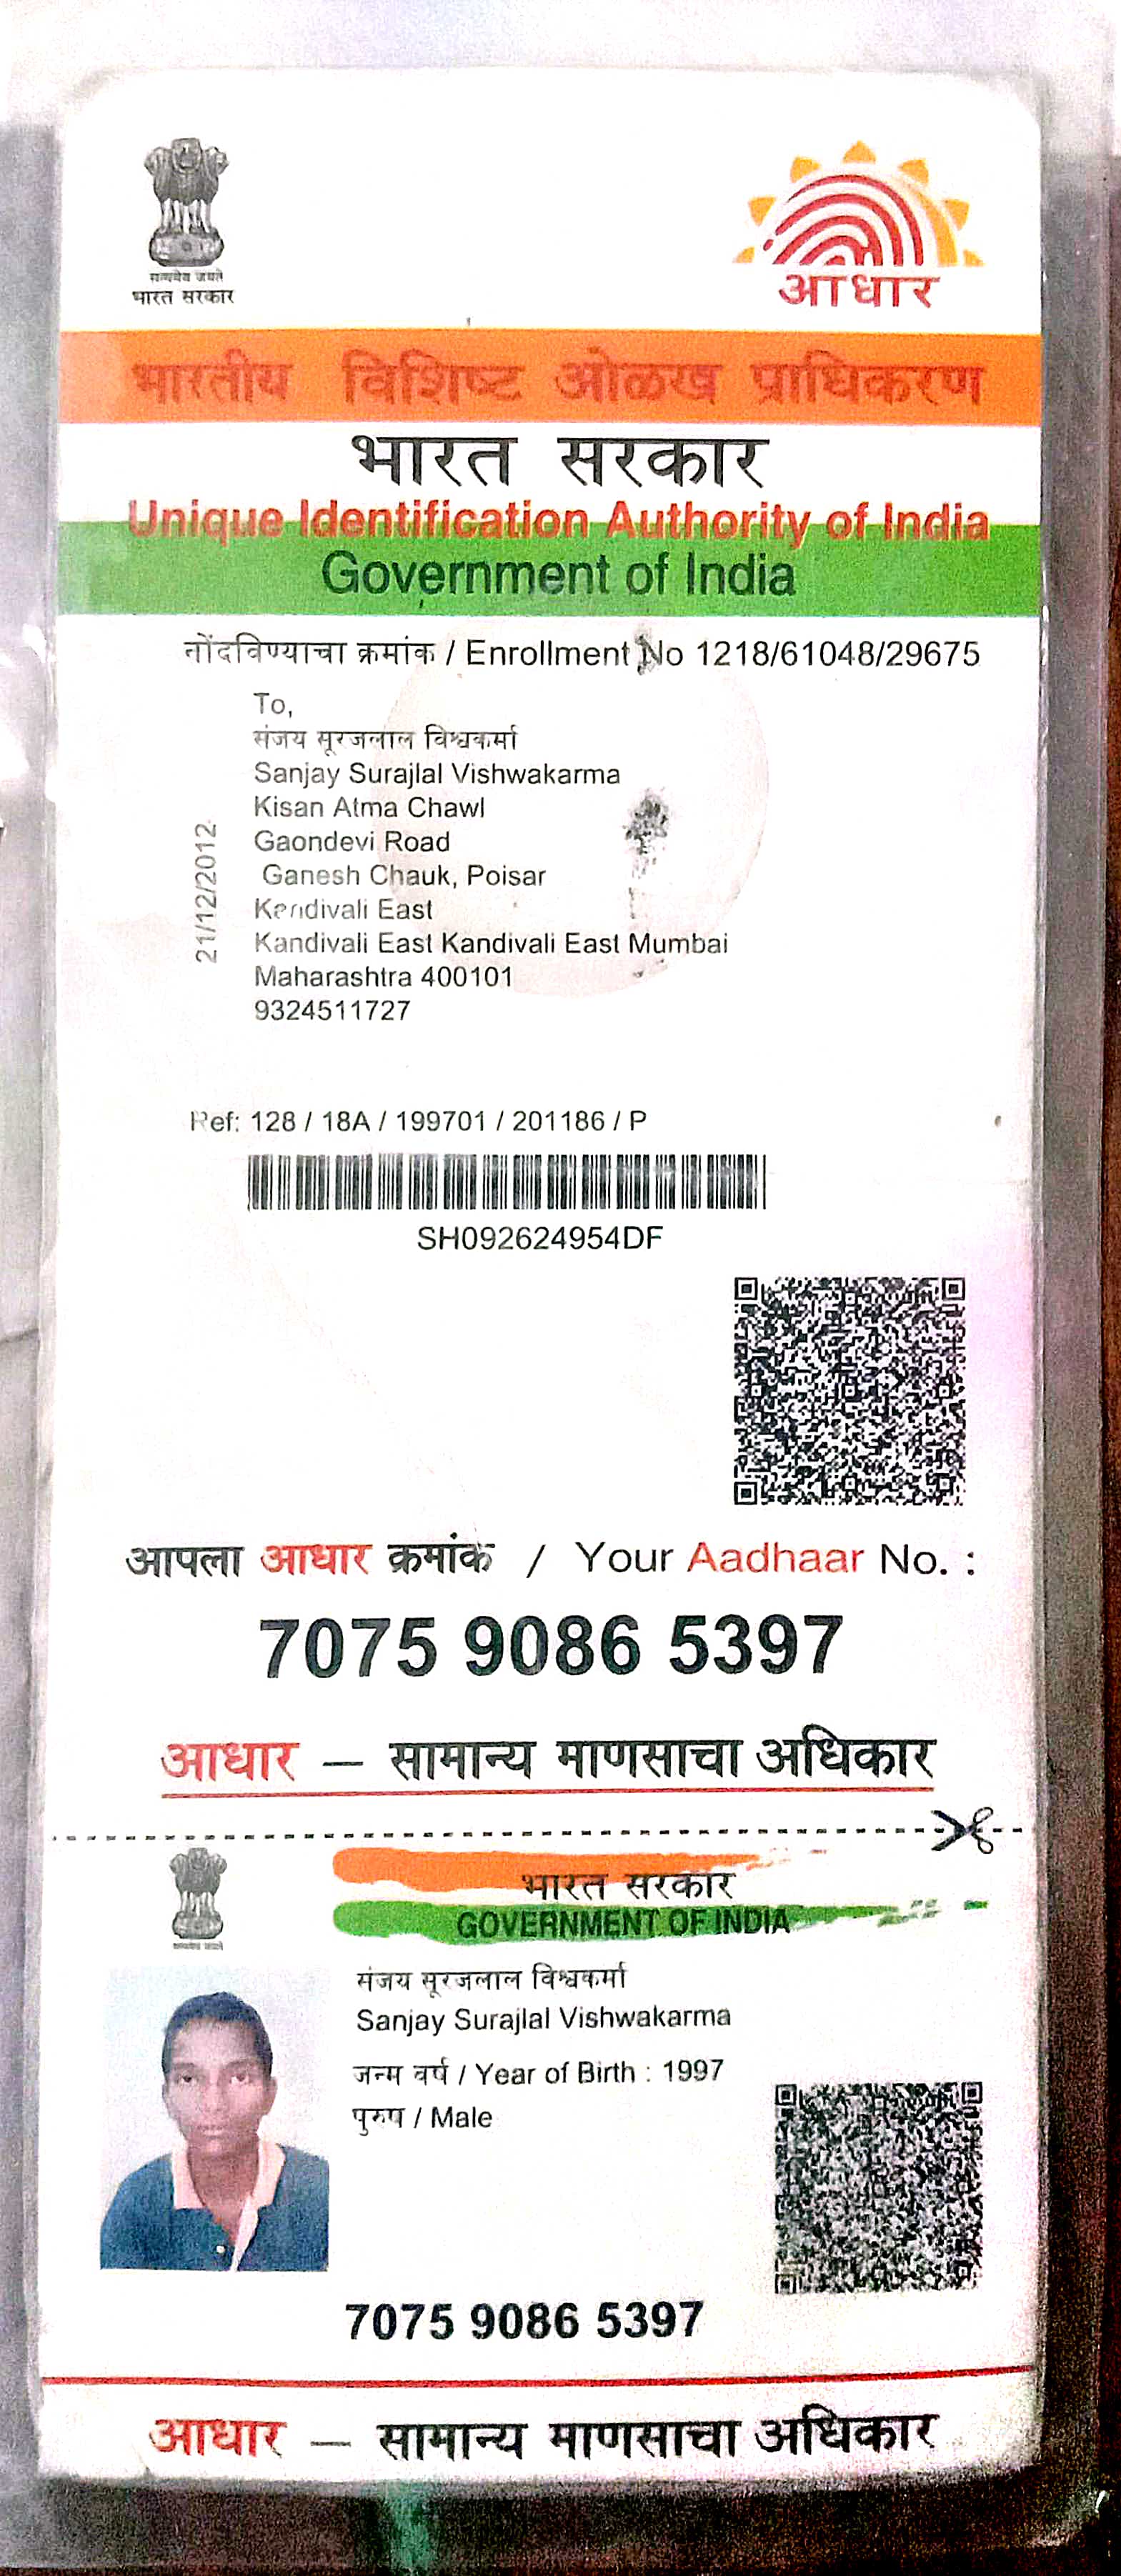 सत्यमेव जयते
भारत सरकार
आधार
भारतीय विशिष्ट ओळख प्राधिकरण
भारत सरकार
Unique Identification Authority of India
Government of India
नोंदविण्याचा क्रमांक / Enrollment No 1218/61048/29675
To,
संजय सूरजलाल विश्वकर्मा
Sanjay Surajlal Vishwakarma
Kisan Atma Chawl
Gaondevi Road
Ganesh Chauk, Poisar
Kandivali East
Kandivali East Kandivali East Mumbai
Maharashtra 400101
9324511727
21/12/2012
Ref: 128 / 18A / 199701 / 201186 / P
SH092624954DF
आपला आधार क्रमांक / Your Aadhaar No. :
7075 9086 5397
आधार — सामान्य माणसाचा अधिकार
भारत सरकार
GOVERNMENT OF INDIA
संजय सूरजलाल विश्वकर्मा
Sanjay Surajlal Vishwakarma
जन्म वर्ष / Year of Birth : 1997
पुरुष / Male
7075 9086 5397
आधार — सामान्य माणसाचा अधिकार